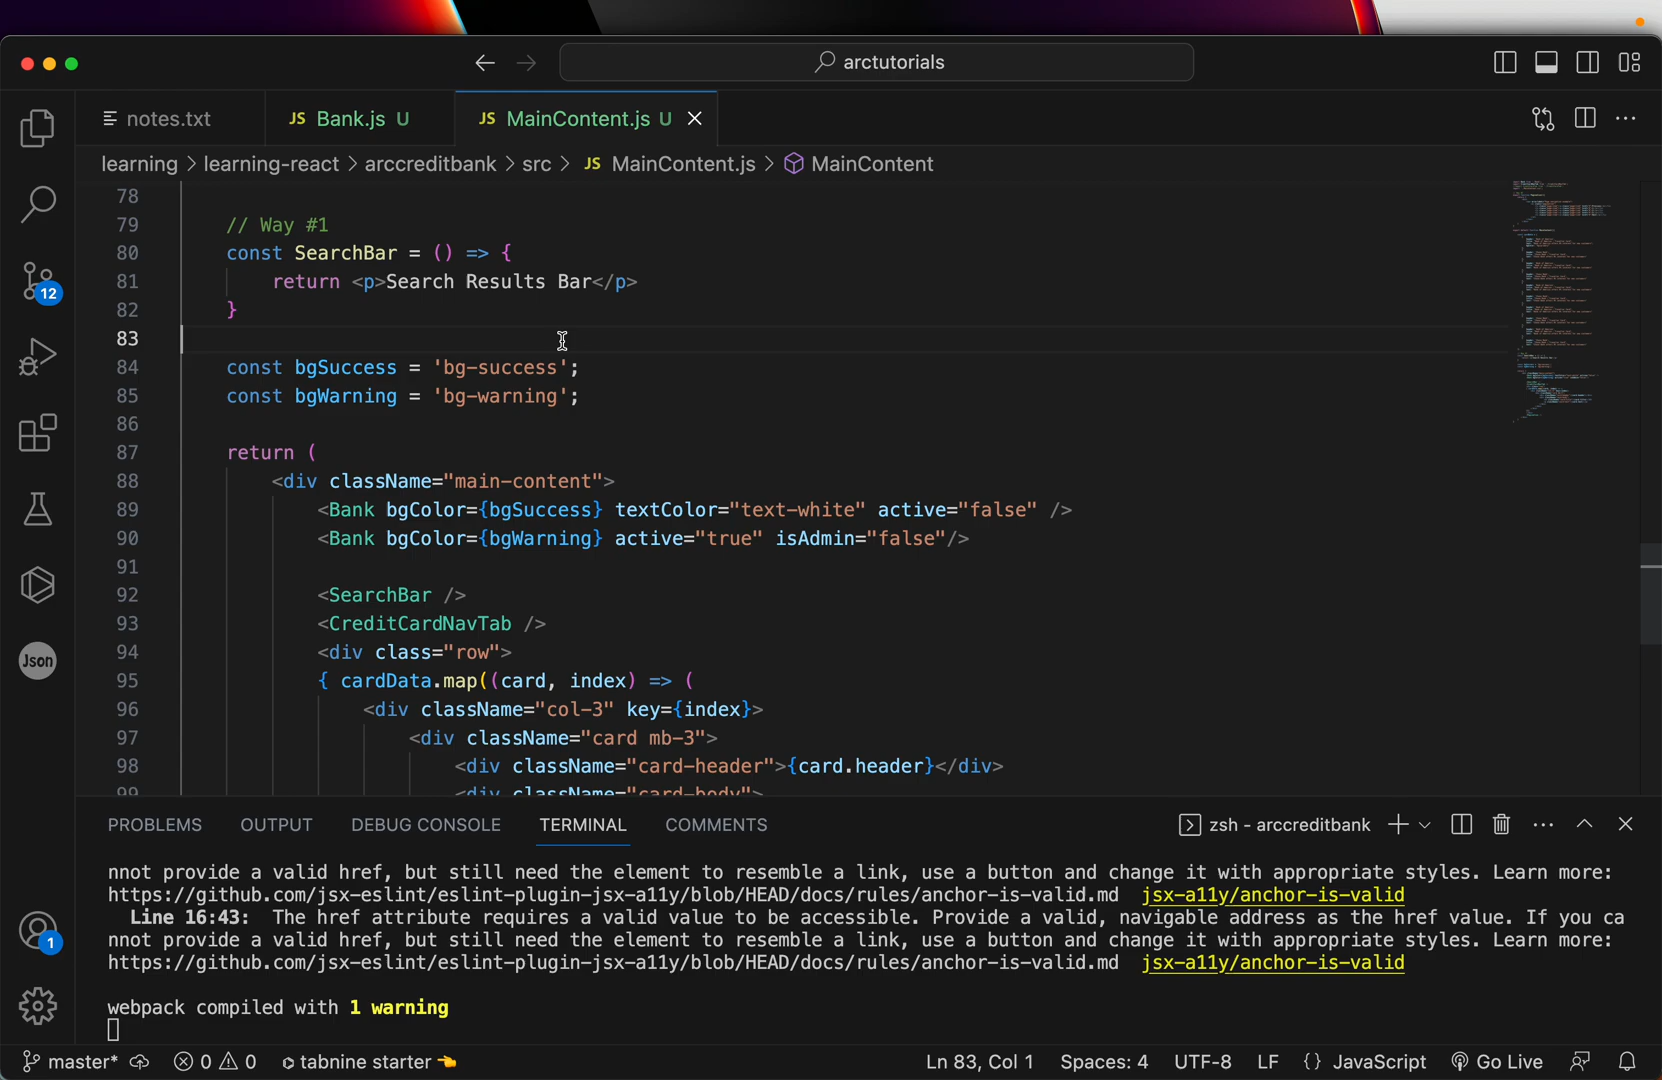 arctutorials
notes.txt
JS Bank.js U
JS MainContent.js U
learning > learning-react > arccreditbank > src > JS MainContent.js > MainContent
78
79 // Way #1
80 const SearchBar = () => {
81 return <p>Search Results Bar</p>
82 }
83
84 const bgSuccess = 'bg-success';
85 const bgWarning = 'bg-warning';
86
87 return (
88 <div className="main-content">
89 <Bank bgColor={bgSuccess} textColor="text-white" active="false" />
90 <Bank bgColor={bgWarning} active="true" isAdmin="false"/>
91
92 <SearchBar />
93 <CreditCardNavTab />
94 <div class="row">
95 { cardData.map((card, index) => (
96 <div className="col-3" key={index}>
97 <div className="card mb-3">
98 <div className="card-header">{card.header}</div>
99 <div className="card-body">
12
Json
1
PROBLEMS OUTPUT DEBUG CONSOLE TERMINAL COMMENTS
zsh - arccreditbank
nnot provide a valid href, but still need the element to resemble a link, use a button and change it with appropriate styles. Learn more:
https://github.com/jsx-eslint/eslint-plugin-jsx-a11y/blob/HEAD/docs/rules/anchor-is-valid.md jsx-a11y/anchor-is-valid
Line 16:43: The href attribute requires a valid value to be accessible. Provide a valid, navigable address as the href value. If you ca
nnot provide a valid href, but still need the element to resemble a link, use a button and change it with appropriate styles. Learn more:
https://github.com/jsx-eslint/eslint-plugin-jsx-a11y/blob/HEAD/docs/rules/anchor-is-valid.md jsx-a11y/anchor-is-valid
webpack compiled with 1 warning
master* 0 0 tabnine starter Ln 83, Col 1 Spaces: 4 UTF-8 LF {} JavaScript Go Live